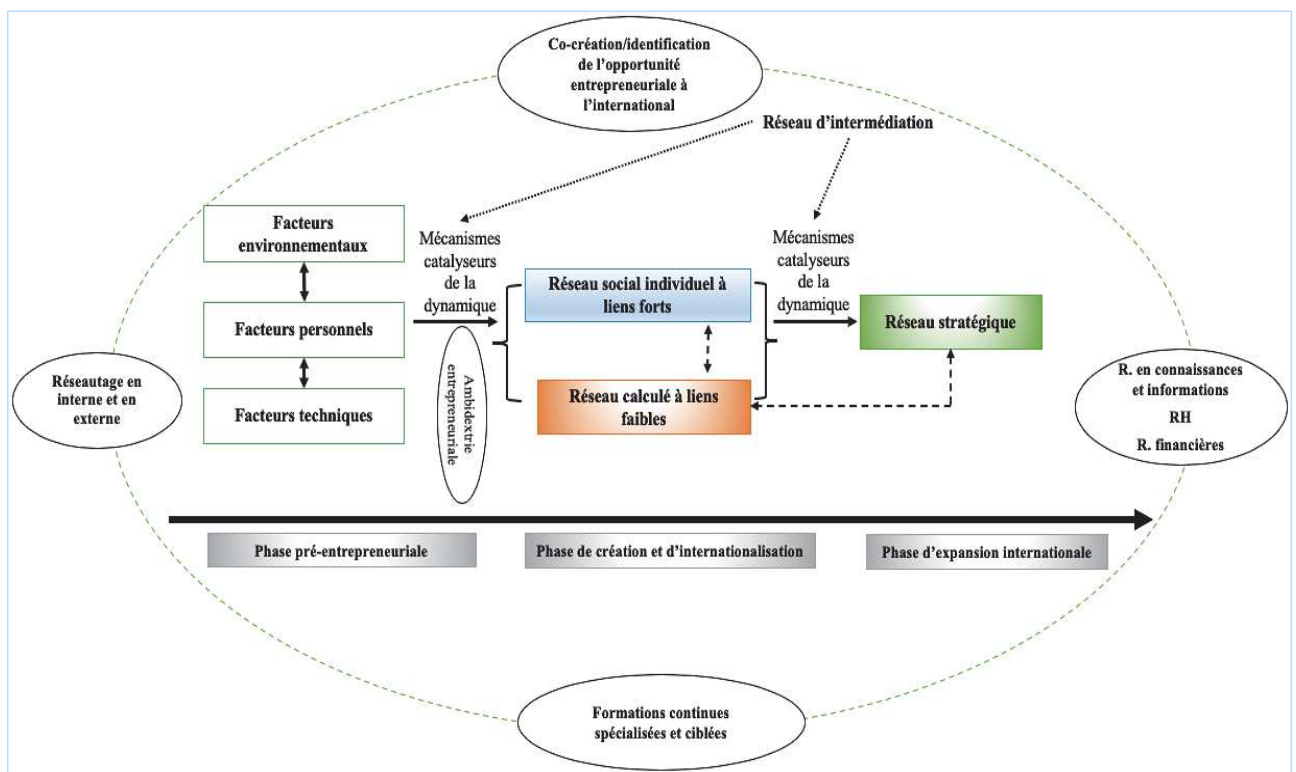 Co-création/identification
de l’opportunité
entrepreneuriale à
l’international
Réseau d’intermédiation
Facteurs
environnementaux
Facteurs personnels
Facteurs techniques
Mécanismes
catalyseurs
de la
dynamique
Ambidextrie
entrepreneuriale
Réseau social individuel à
liens forts
Réseau calculé à liens
faibles
Mécanismes
catalyseurs
de la
dynamique
Réseau stratégique
Réseautage en
interne et en
externe
R. en connaissances
et informations
RH
R. financières
Phase pré-entrepreneuriale
Phase de création et d’internationalisation
Phase d’expansion internationale
Formations continues
spécialisées et ciblées